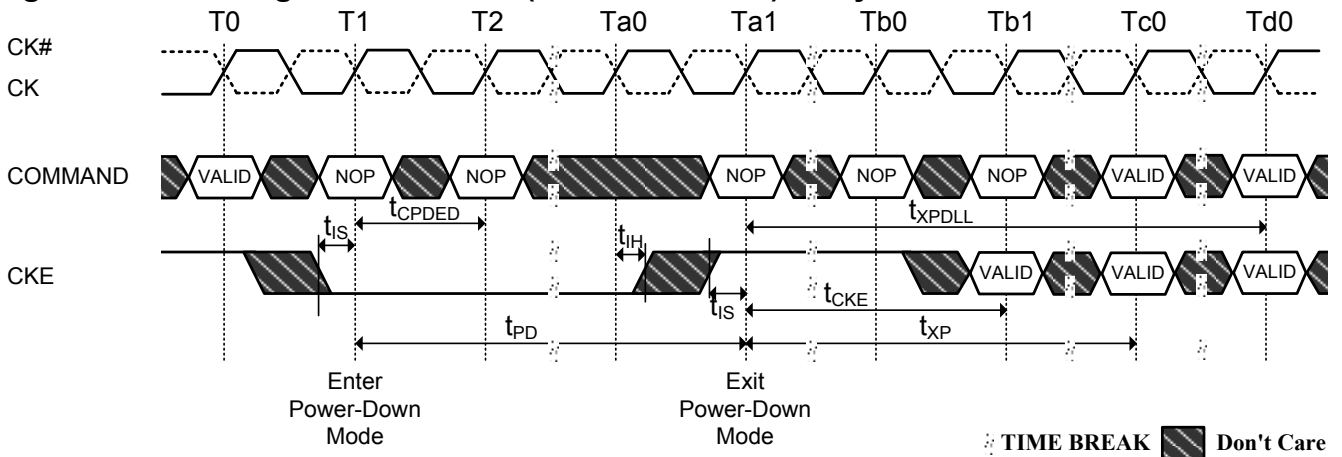 T0 T1 T2 Ta0 Ta1 Tb0 Tb1 Tc0 Td0
CK#
CK
COMMAND VALID NOP NOP NOP NOP NOP VALID VALID
tIS tCPDED tIH tXPDLL
CKE VALID VALID VALID
tIS tCKE
tPD tXP
Enter
Power-Down
Mode
Exit
Power-Down
Mode
TIME BREAK Don't Care